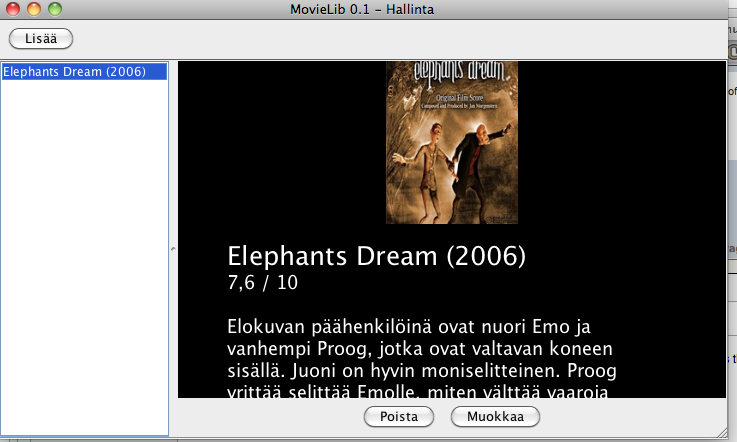 MovieLib 0.1 – Hallinta
Lisää
Elephants Dream (2006)
elephants dream
Original Film Score
Composed and Produced by Jan Morgenstern
Elephants Dream (2006)
7,6 / 10
Elokuvan päähenkilöinä ovat nuori Emo ja
vanhempi Proog, jotka ovat valtavan koneen
sisällä. Juoni on hyvin moniselitteinen. Proog
yrittää selittää Emolle, miten välttää vaaroja
Poista
Muokkaa